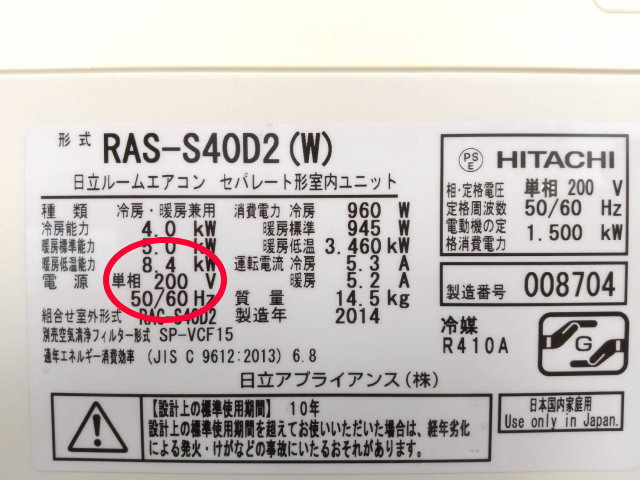 形式 RAS-S40D2(W)
日立ルームエアコン セパレート形室内ユニット
種類 冷房・暖房兼用
冷房能力 4.0 kW
暖房標準能力 5.0 kW
暖房低温能力 8.4 kW
電源 単相 200 V
50/60 Hz
組合せ室外形式 RAC-S40D2
別売空気清浄フィルター形式 SP-VCF15
通年エネルギー消費効率 (JIS C 9612:2013) 6.8
消費電力 冷房 960 W
暖房標準 945 W
暖房低温 3.460 kW
運転電流 冷房 5.3 A
暖房 5.2 A
質量 14.5 kg
製造年 2014
日立アプライアンス(株)
PSE HITACHI
相・定格電圧 単相 200 V
定格周波数 50/60 Hz
電動機の定格消費電力 1.500 kW
製造番号 008704
冷媒
R410A
G
【設計上の標準使用期間】 10年
設計上の標準使用期間を超えてお使いいただいた場合は、経年劣化
による発火・けがなどの事故にいたるおそれがあります。
日本国内家庭用
Use only in Japan.